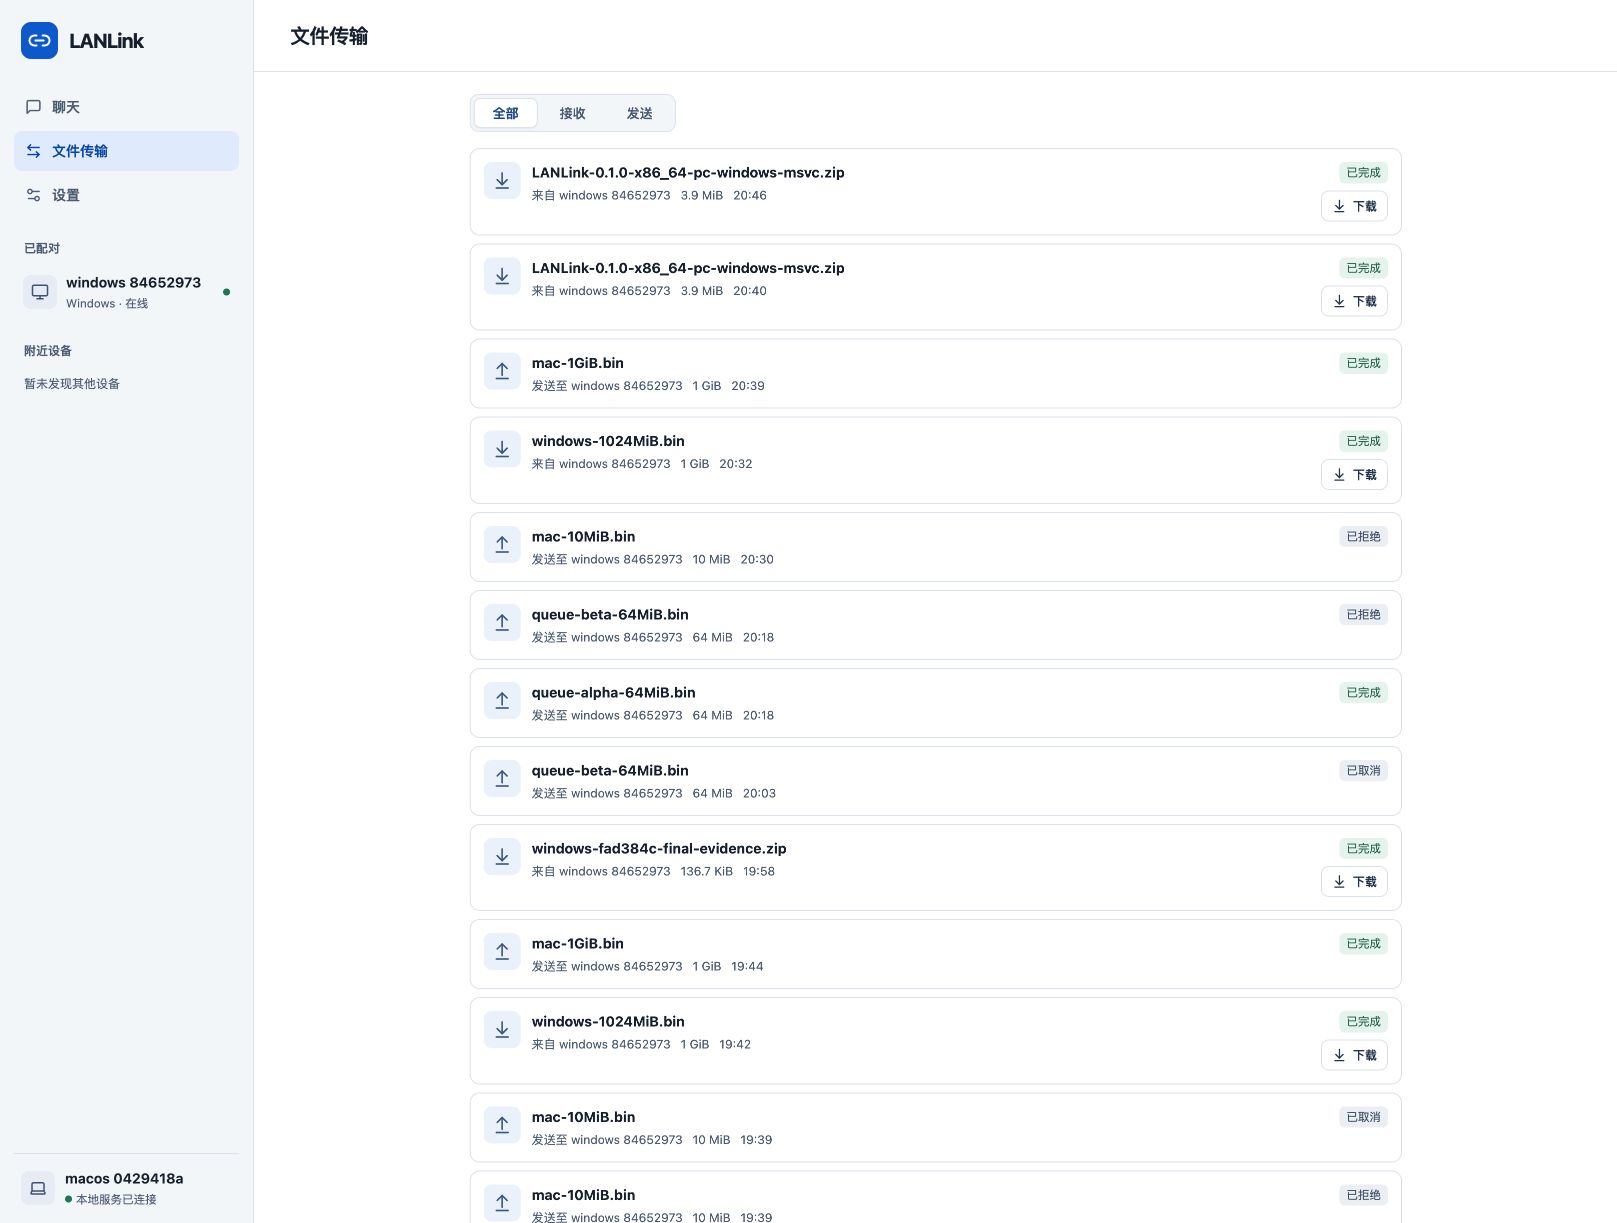 LANLink
聊天
文件传输
设置
已配对
windows 84652973
Windows · 在线
附近设备
暂未发现其他设备
macos 0429418a
本地服务已连接
文件传输
全部 接收 发送
LANLink-0.1.0-x86_64-pc-windows-msvc.zip 已完成
来自 windows 84652973 3.9 MiB 20:46 下载
LANLink-0.1.0-x86_64-pc-windows-msvc.zip 已完成
来自 windows 84652973 3.9 MiB 20:40 下载
mac-1GiB.bin 已完成
发送至 windows 84652973 1 GiB 20:39
windows-1024MiB.bin 已完成
来自 windows 84652973 1 GiB 20:32 下载
mac-10MiB.bin 已拒绝
发送至 windows 84652973 10 MiB 20:30
queue-beta-64MiB.bin 已拒绝
发送至 windows 84652973 64 MiB 20:18
queue-alpha-64MiB.bin 已完成
发送至 windows 84652973 64 MiB 20:18
queue-beta-64MiB.bin 已取消
发送至 windows 84652973 64 MiB 20:03
windows-fad384c-final-evidence.zip 已完成
来自 windows 84652973 136.7 KiB 19:58 下载
mac-1GiB.bin 已完成
发送至 windows 84652973 1 GiB 19:44
windows-1024MiB.bin 已完成
来自 windows 84652973 1 GiB 19:42 下载
mac-10MiB.bin 已取消
发送至 windows 84652973 10 MiB 19:39
mac-10MiB.bin 已拒绝
发送至 windows 84652973 10 MiB 19:39